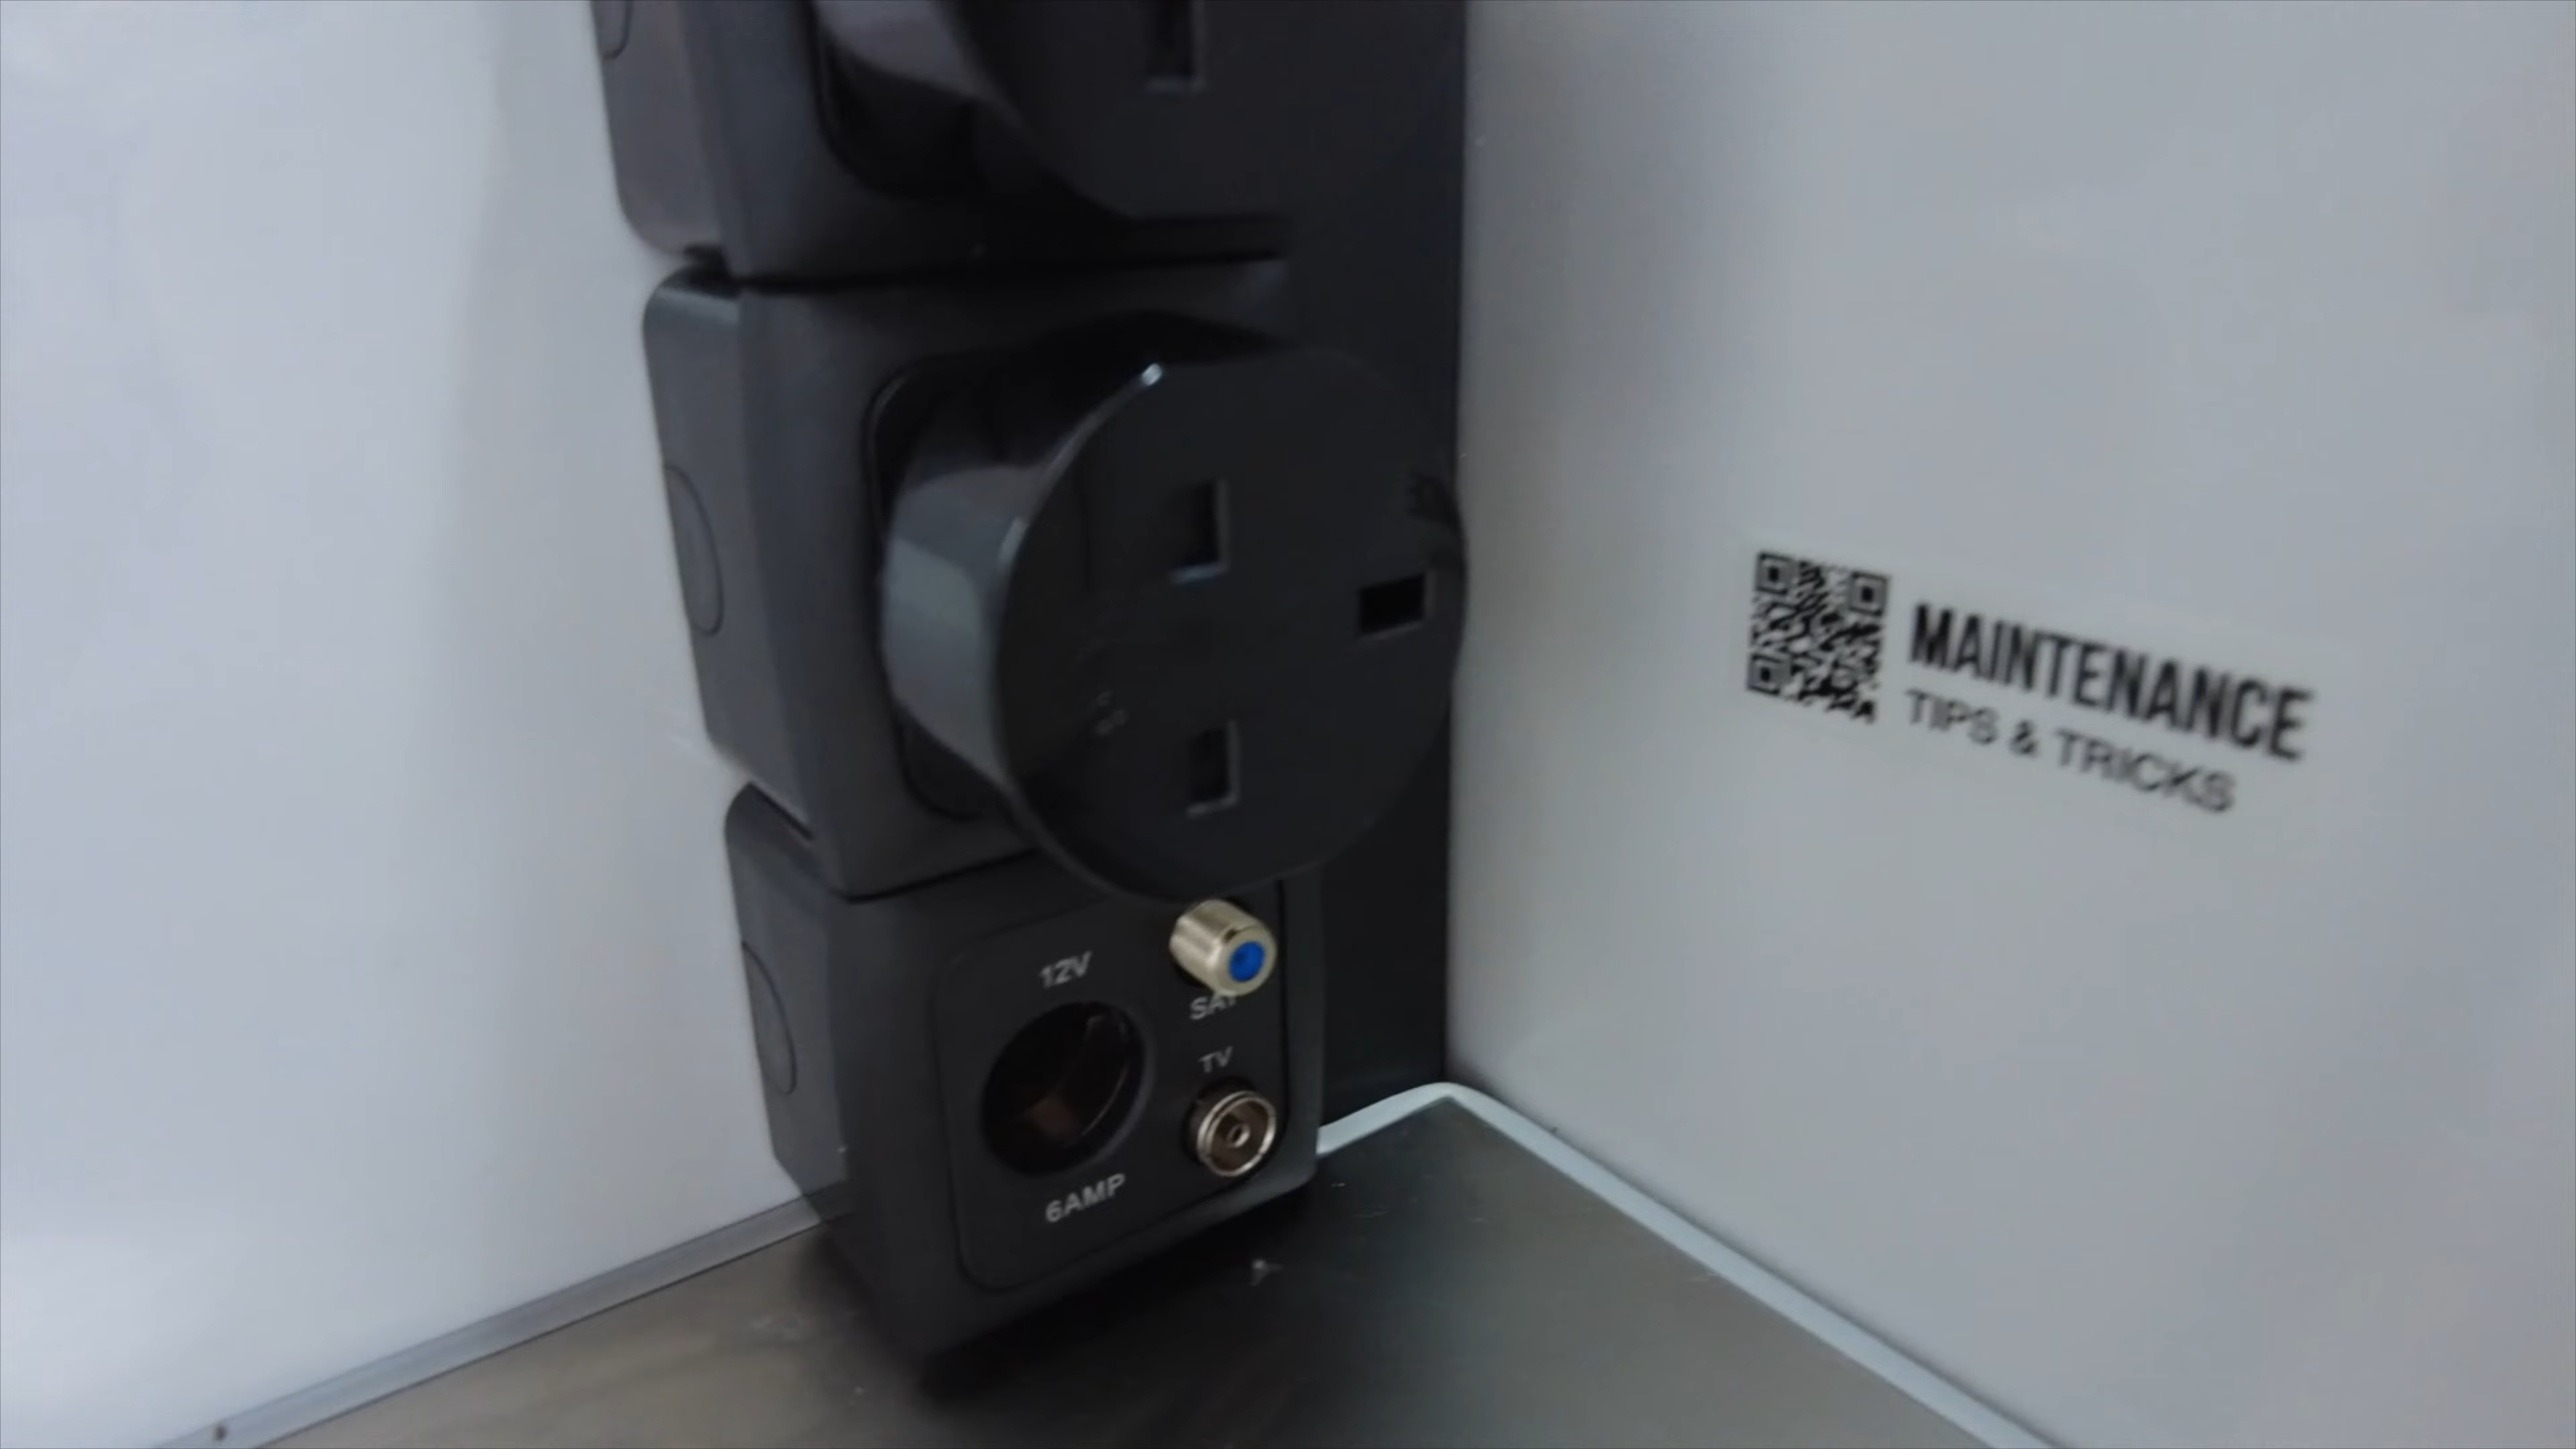 12V
SAT
TV
6AMP
MAINTENANCE
TIPS & TRICKS